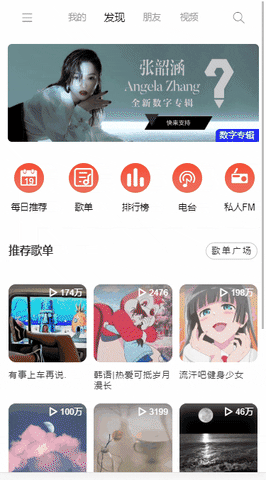 我的 发现 朋友 视频
张韶涵
Angela Zhang
全新数字专辑
快来支持
数字专辑
19
每日推荐 歌单 排行榜 电台 私人FM
推荐歌单
歌单广场
174万 2476 198万
有事上车再说..
韩语|热爱可抵岁月漫长
流汗吧健身少女
100万 3199 46万